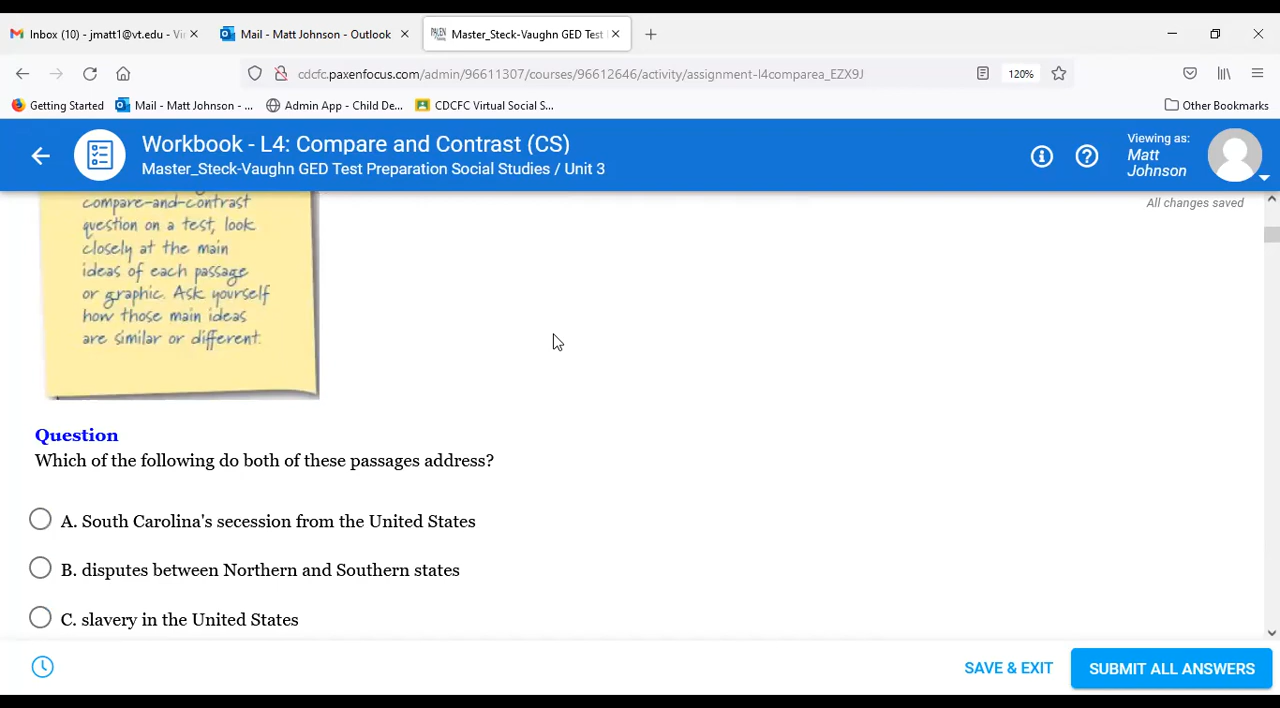 Inbox (10) - jmatt1@vt.edu - Vi
Mail - Matt Johnson - Outlook
PAXEN
Master_Steck-Vaughn GED Test
cdcfc.paxenfocus.com/admin/96611307/courses/96612646/activity/assignment-l4comparea_EZX9J
120%
Getting Started
Mail - Matt Johnson - ...
Admin App - Child De...
CDCFC Virtual Social S...
Other Bookmarks
Workbook - L4: Compare and Contrast (CS)
Master_Steck-Vaughn GED Test Preparation Social Studies / Unit 3
Viewing as:
Matt
Johnson
All changes saved
compare-and-contrast
question on a test, look
closely at the main
ideas of each passage
or graphic. Ask yourself
how those main ideas
are similar or different.
Question
Which of the following do both of these passages address?
A. South Carolina's secession from the United States
B. disputes between Northern and Southern states
C. slavery in the United States
SAVE & EXIT
SUBMIT ALL ANSWERS